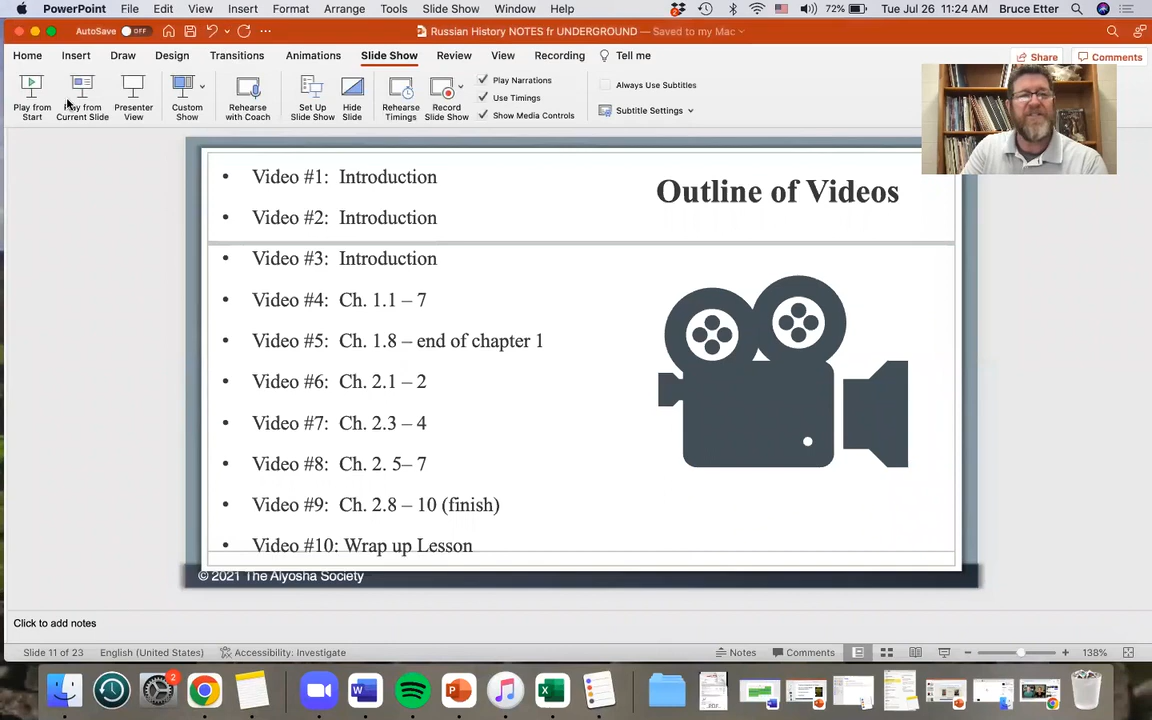 PowerPoint File Edit View Insert Format Arrange Tools Slide Show Window Help 72% Tue Jul 26 11:24 AM Bruce Etter
AutoSave OFF Russian History NOTES fr UNDERGROUND — Saved to my Mac
Home Insert Draw Design Transitions Animations Slide Show Review View Recording Tell me Share Comments
Play from Start
Play from Current Slide
Presenter View
Custom Show
Rehearse with Coach
Set Up Slide Show
Hide Slide
Rehearse Timings
Record Slide Show
Play Narrations
Use Timings
Show Media Controls
Always Use Subtitles
Subtitle Settings
Outline of Videos
• Video #1: Introduction
• Video #2: Introduction
• Video #3: Introduction
• Video #4: Ch. 1.1 – 7
• Video #5: Ch. 1.8 – end of chapter 1
• Video #6: Ch. 2.1 – 2
• Video #7: Ch. 2.3 – 4
• Video #8: Ch. 2. 5– 7
• Video #9: Ch. 2.8 – 10 (finish)
• Video #10: Wrap up Lesson
© 2021 The Alyosha Society
Click to add notes
Slide 11 of 23 English (United States) Accessibility: Investigate Notes Comments 138%
2